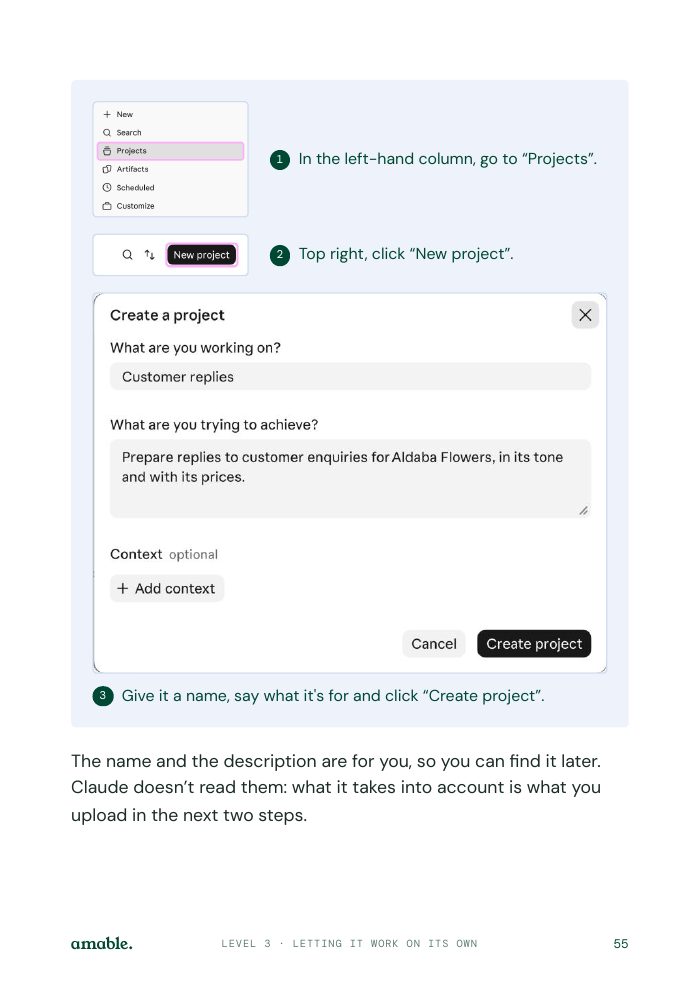 New
Search
Projects
Artifacts
Scheduled
Customize
1 In the left-hand column, go to “Projects”.
New project
2 Top right, click “New project”.
Create a project
What are you working on?
Customer replies
What are you trying to achieve?
Prepare replies to customer enquiries for Aldaba Flowers, in its tone
and with its prices.
Context optional
+ Add context
Cancel Create project
3 Give it a name, say what it's for and click “Create project”.
The name and the description are for you, so you can find it later.
Claude doesn’t read them: what it takes into account is what you
upload in the next two steps.
amable. LEVEL 3 · LETTING IT WORK ON ITS OWN 55